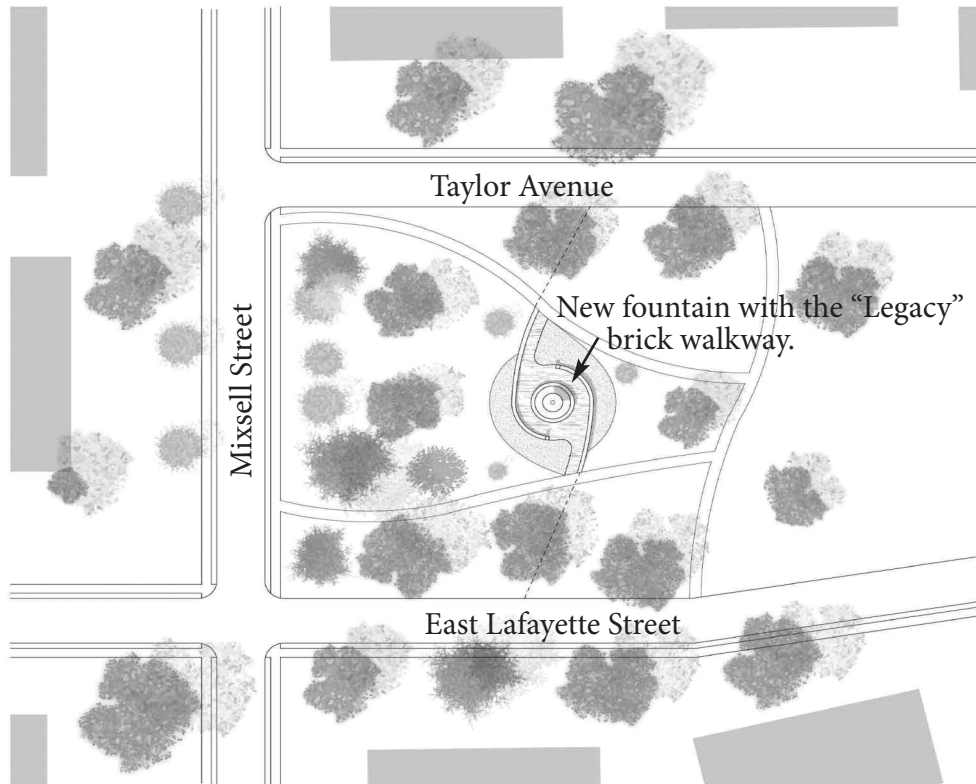 Taylor Avenue
New fountain with the “Legacy”
brick walkway.
Mixsell Street
East Lafayette Street